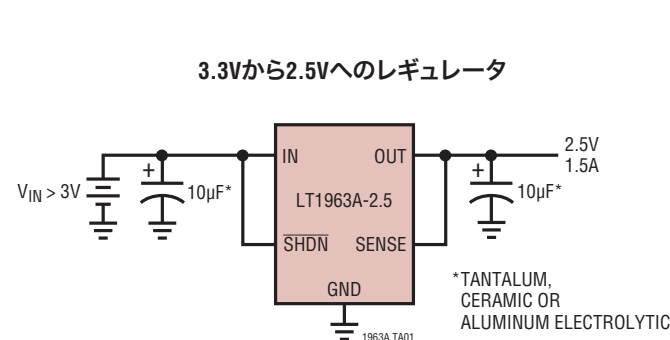 3.3Vから2.5Vへのレギュレータ
IN
OUT
2.5V
1.5A
VIN > 3V
+
10µF*
LT1963A-2.5
+
10µF*
SHDN
SENSE
GND
*TANTALUM,
CERAMIC OR
ALUMINUM ELECTROLYTIC
1963A TA01